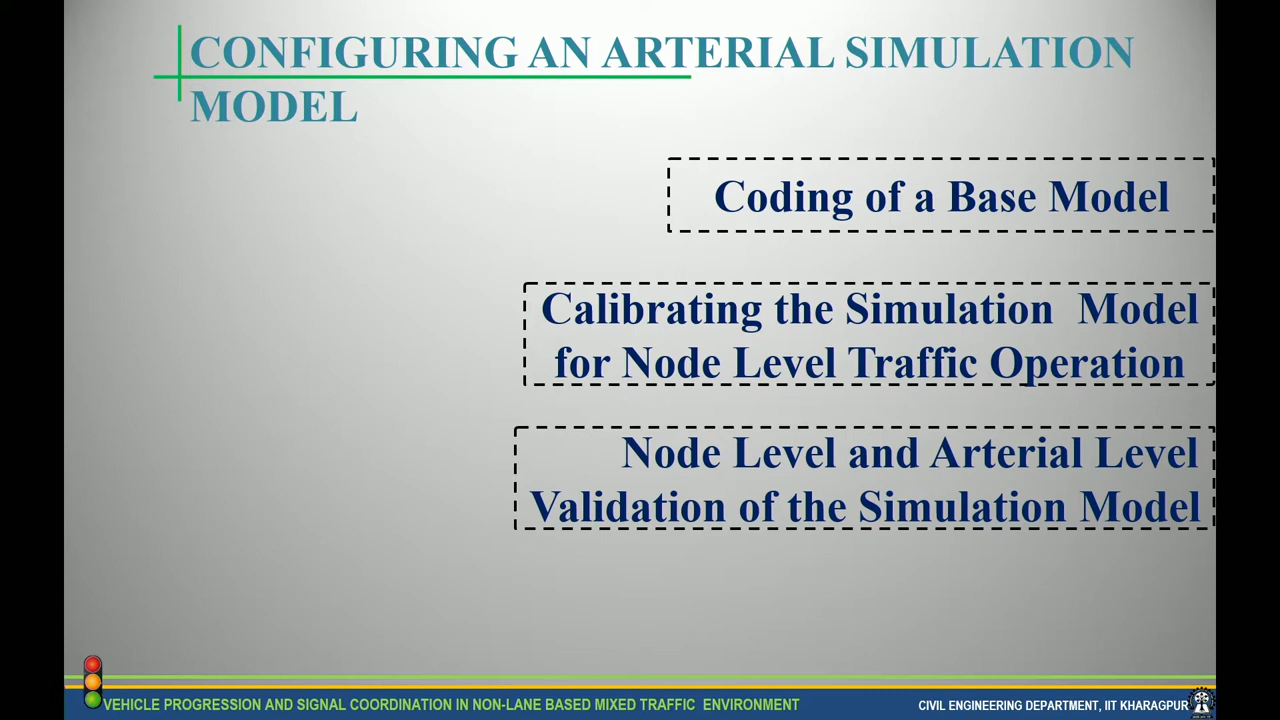 CONFIGURING AN ARTERIAL SIMULATION
MODEL
Coding of a Base Model
Calibrating the Simulation Model
for Node Level Traffic Operation
Node Level and Arterial Level
Validation of the Simulation Model
VEHICLE PROGRESSION AND SIGNAL COORDINATION IN NON-LANE BASED MIXED TRAFFIC ENVIRONMENT
CIVIL ENGINEERING DEPARTMENT, IIT KHARAGPUR